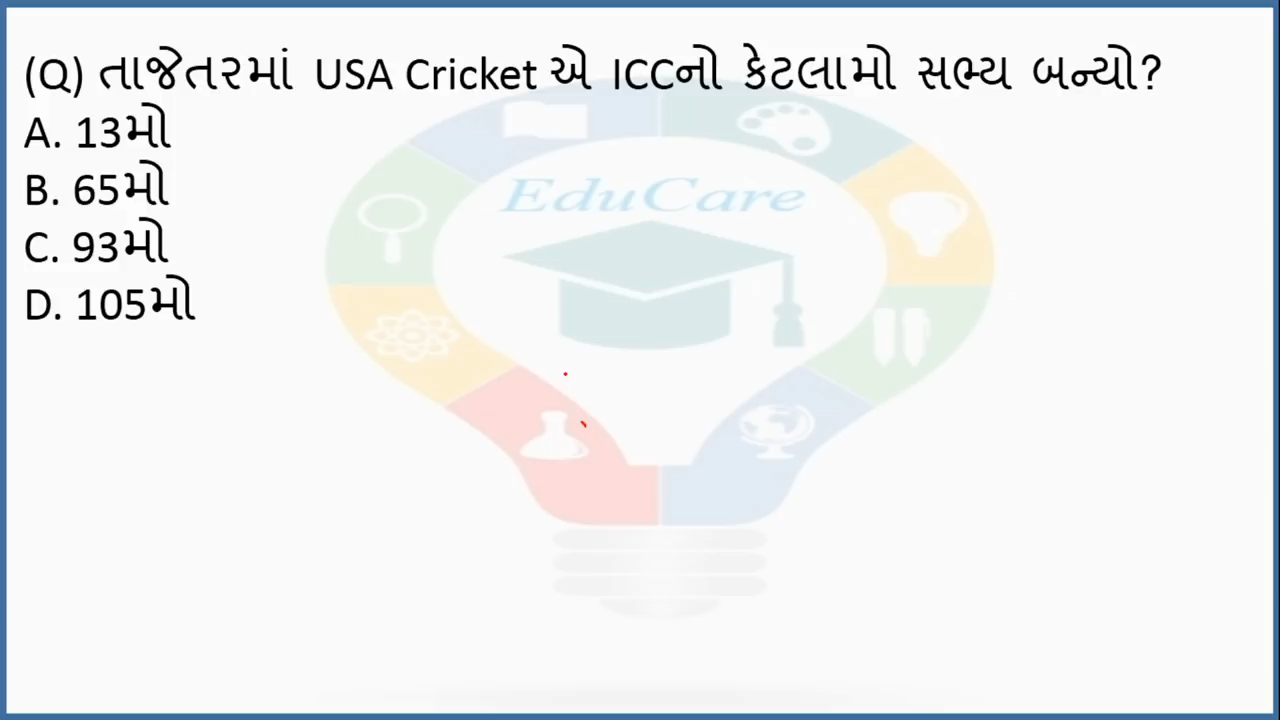 (Q) તાજેતરમાં USA Cricket એ ICCનો કેટલામો સભ્ય બન્યો?
A. 13મો
B. 65મો
C. 93મો
D. 105મો
EduCare